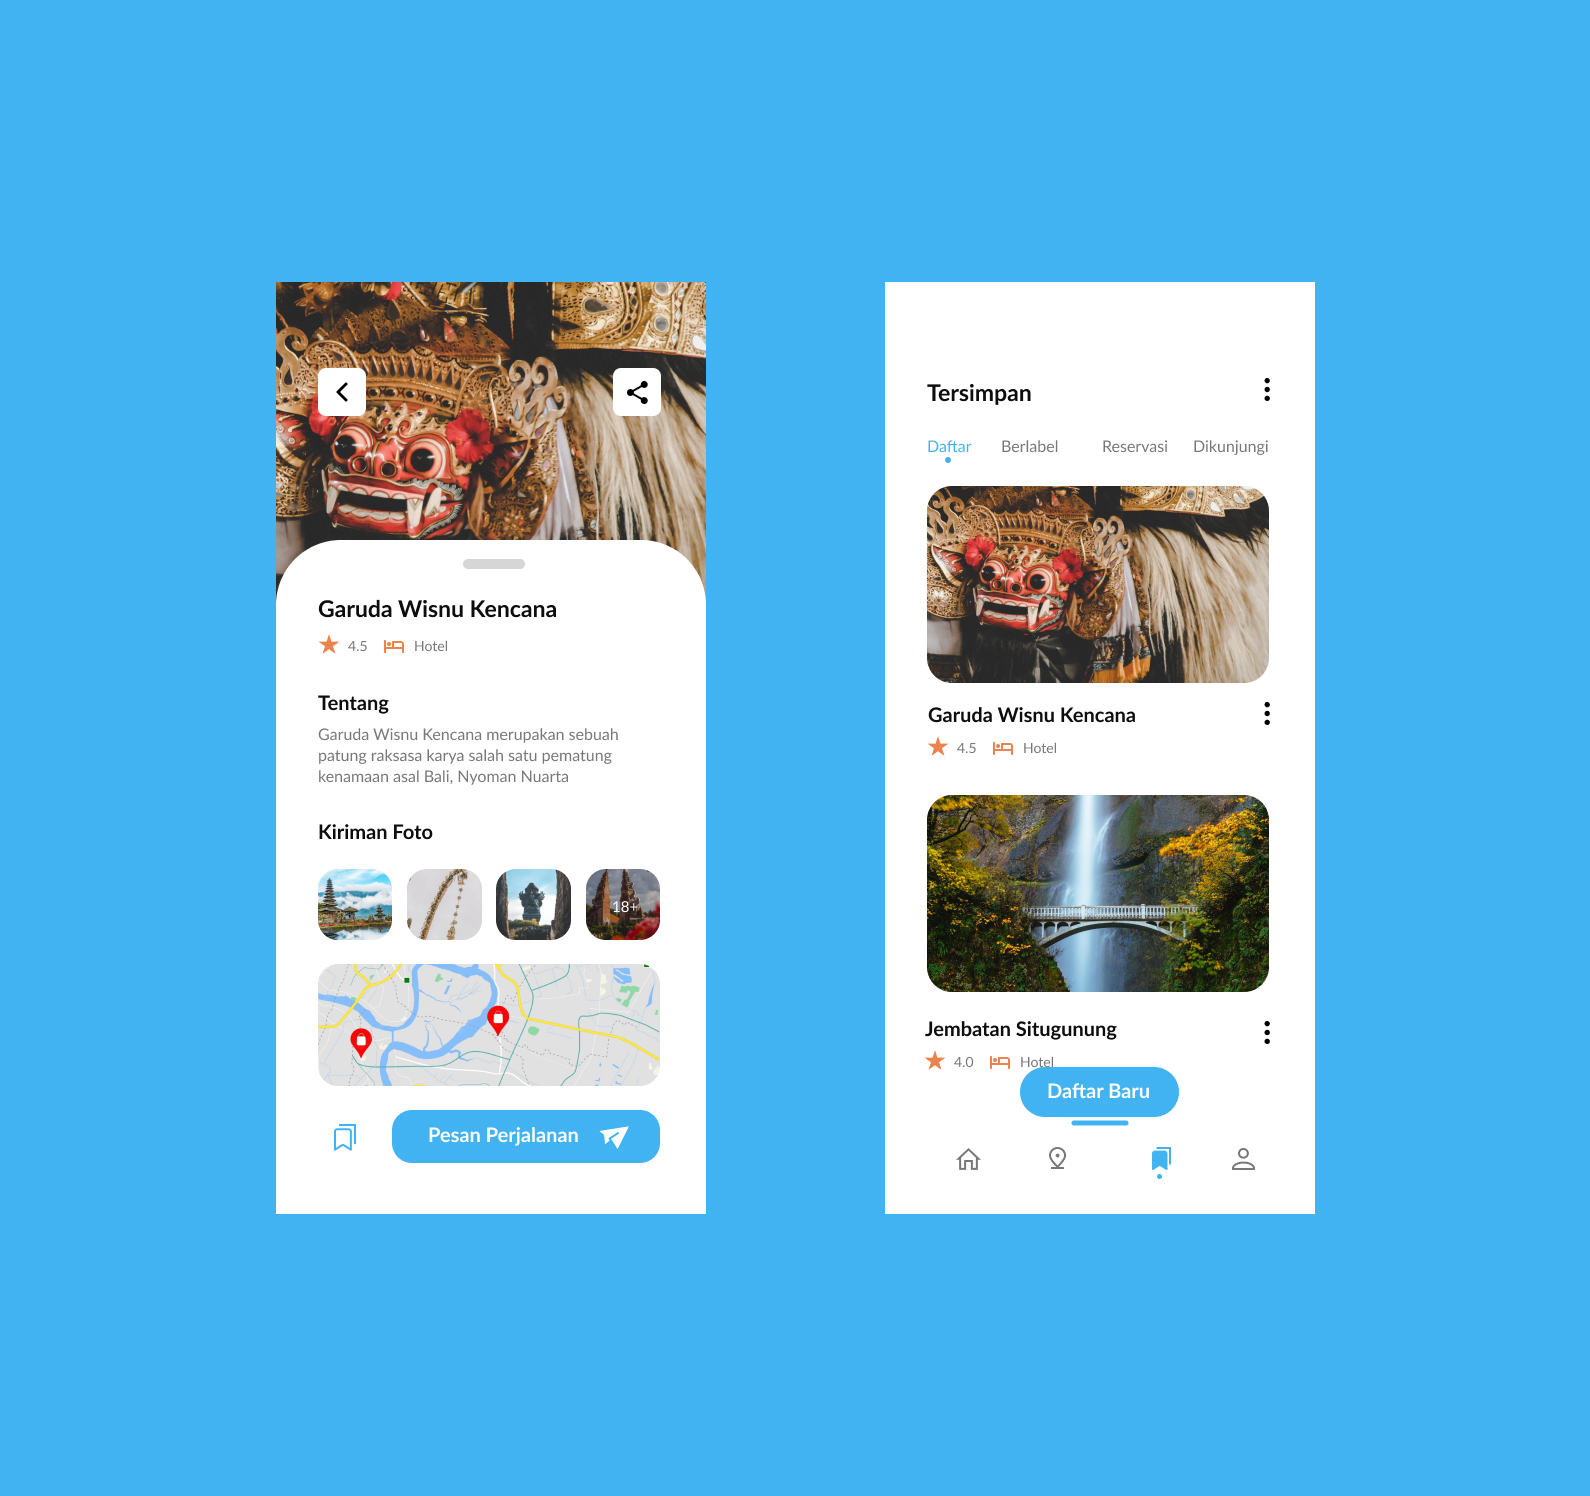 Garuda Wisnu Kencana
4.5 Hotel
Tentang
Garuda Wisnu Kencana merupakan sebuah
patung raksasa karya salah satu pematung
kenamaan asal Bali, Nyoman Nuarta
Kiriman Foto
18+
Pesan Perjalanan
Tersimpan
Daftar Berlabel Reservasi Dikunjungi
Garuda Wisnu Kencana
4.5 Hotel
Jembatan Situgunung
4.0 Hotel
Daftar Baru